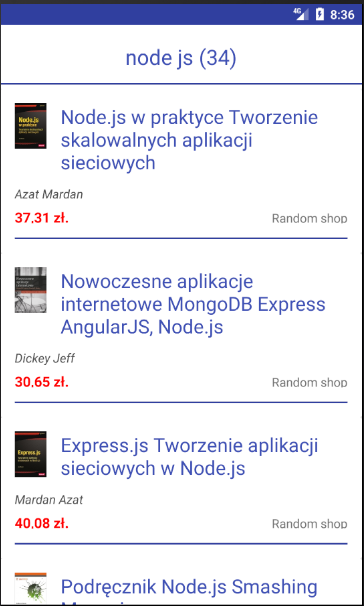 4G 8:36
node js (34)
Node.js w praktyce Tworzenie
skalowalnych aplikacji
sieciowych
Azat Mardan
37,31 zł.
Random shop
Nowoczesne aplikacje
internetowe MongoDB Express
AngularJS, Node.js
Dickey Jeff
30,65 zł.
Random shop
Express.js Tworzenie aplikacji
sieciowych w Node.js
Mardan Azat
40,08 zł.
Random shop
Podręcznik Node.js Smashing